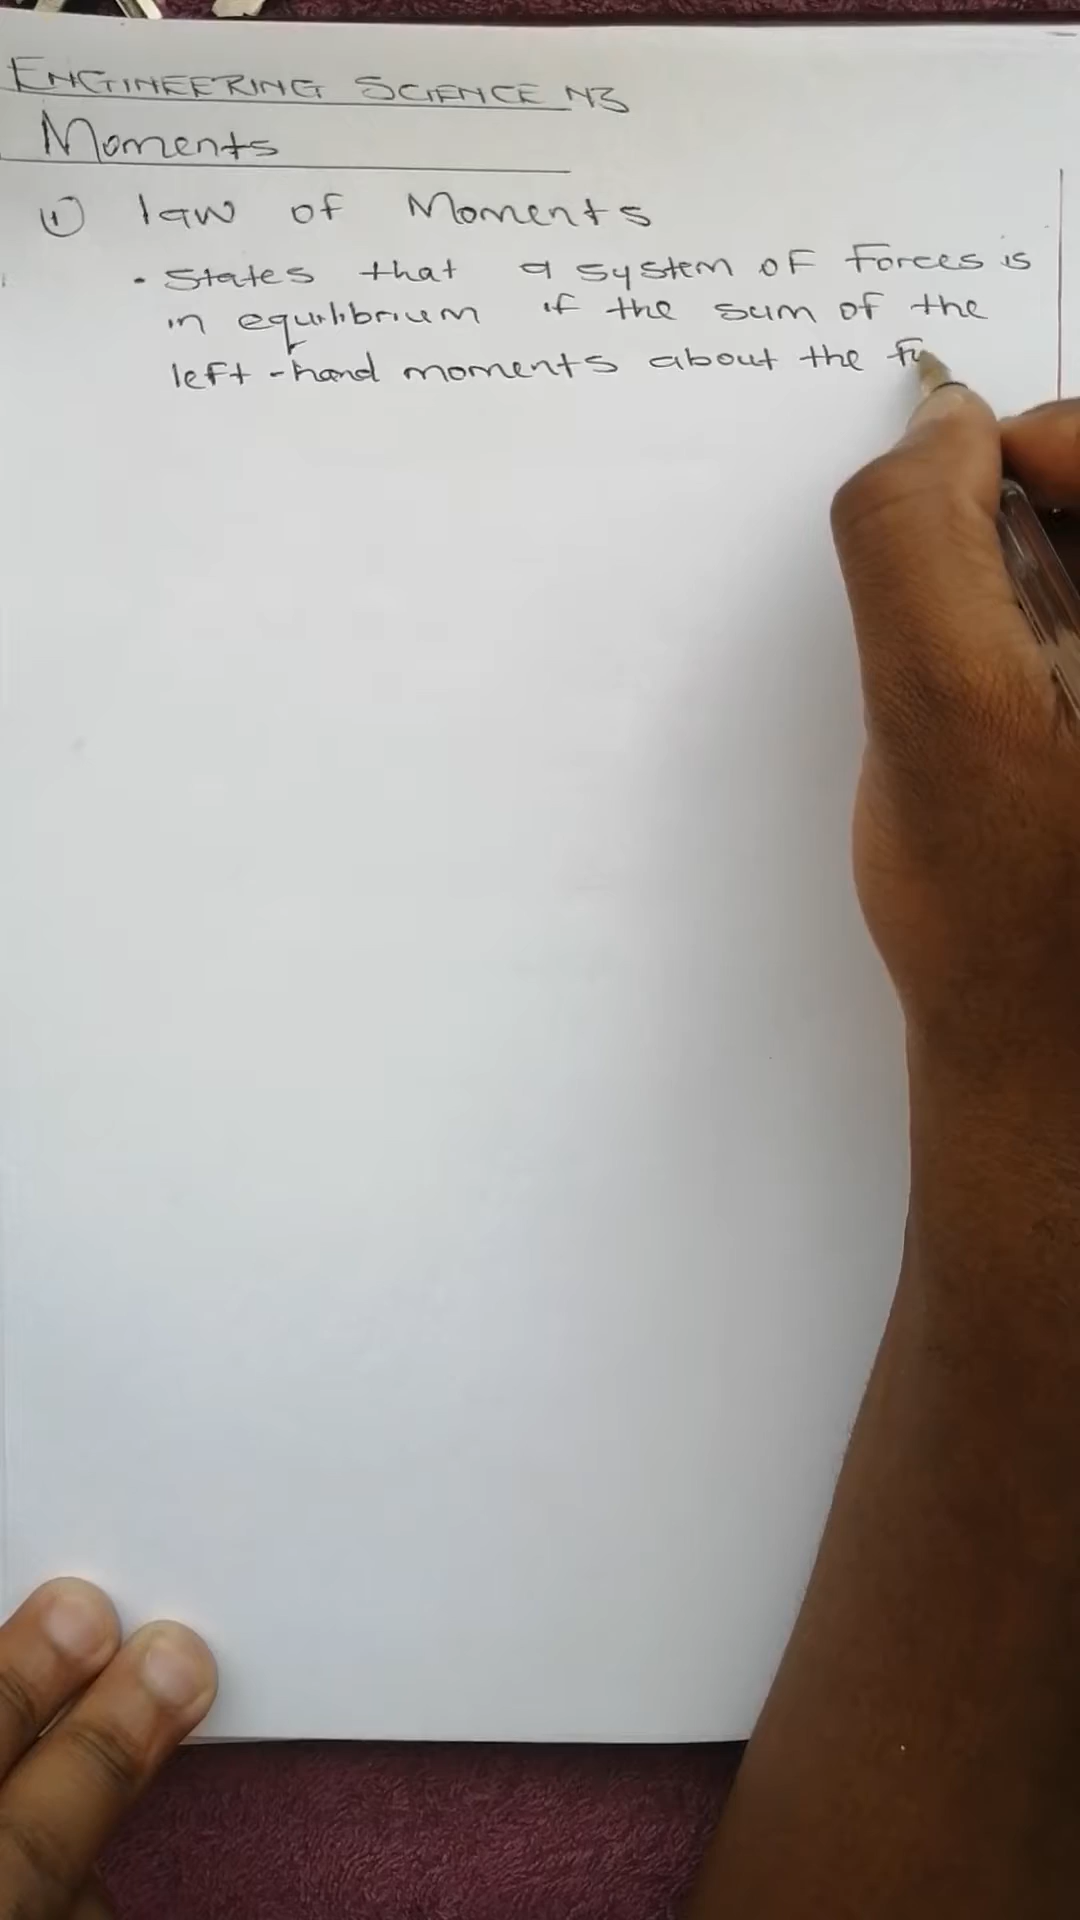 ENGINEERING SCIENCE N3
Moments
① law of Moments
• States that a system of Forces is
in equilibrium if the sum of the
left-hand moments about the